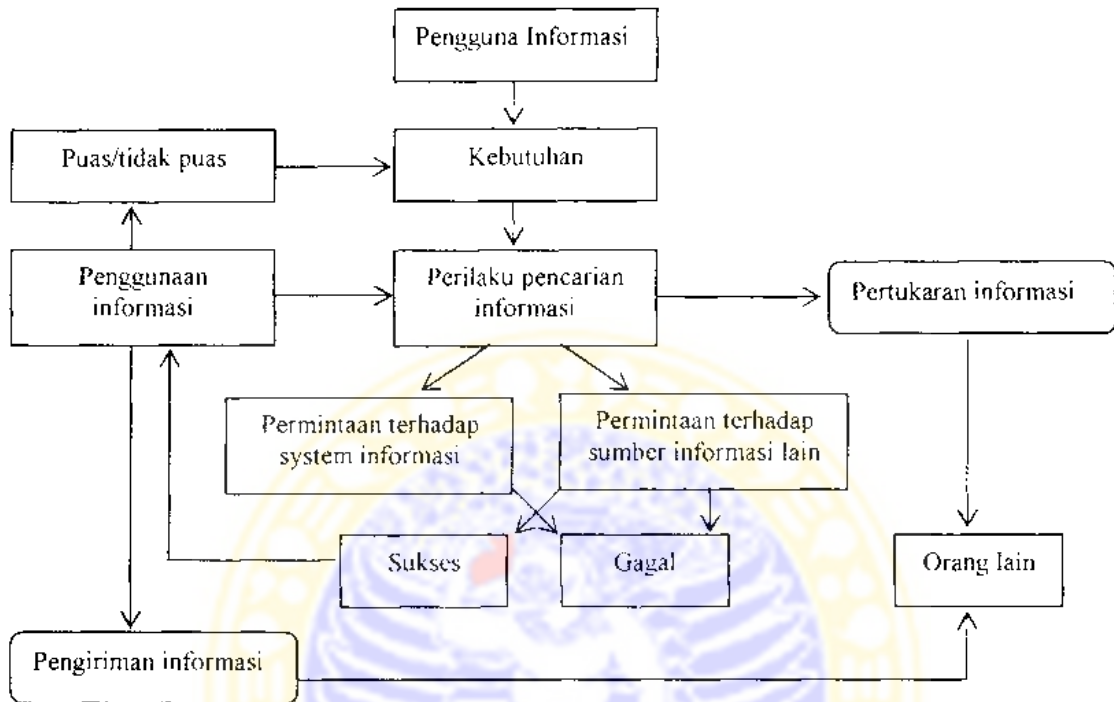 Pengguna Informasi
Puas/tidak puas
Kebutuhan
Penggunaan
informasi
Perilaku pencarian
informasi
Pertukaran informasi
Permintaan terhadap
system informasi
Permintaan terhadap
sumber informasi lain
Sukses
Gagal
Orang lain
Pengiriman informasi